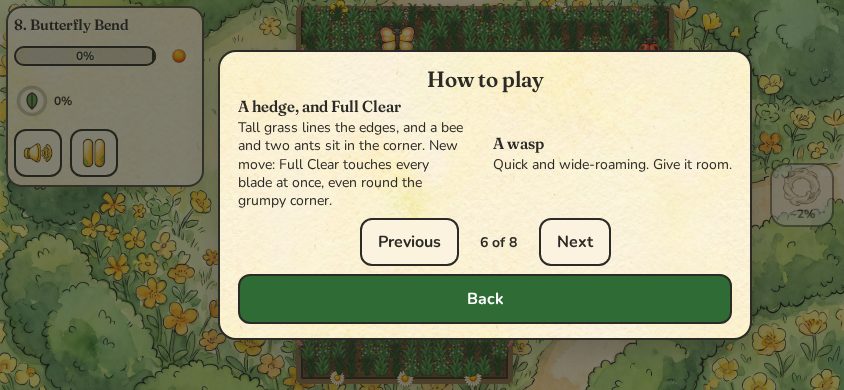 8. Butterfly Bend
0%
0%
How to play
A hedge, and Full Clear
Tall grass lines the edges, and a bee
and two ants sit in the corner. New
move: Full Clear touches every
blade at once, even round the
grumpy corner.
A wasp
Quick and wide-roaming. Give it room.
Previous
6 of 8
Next
Back
-2%